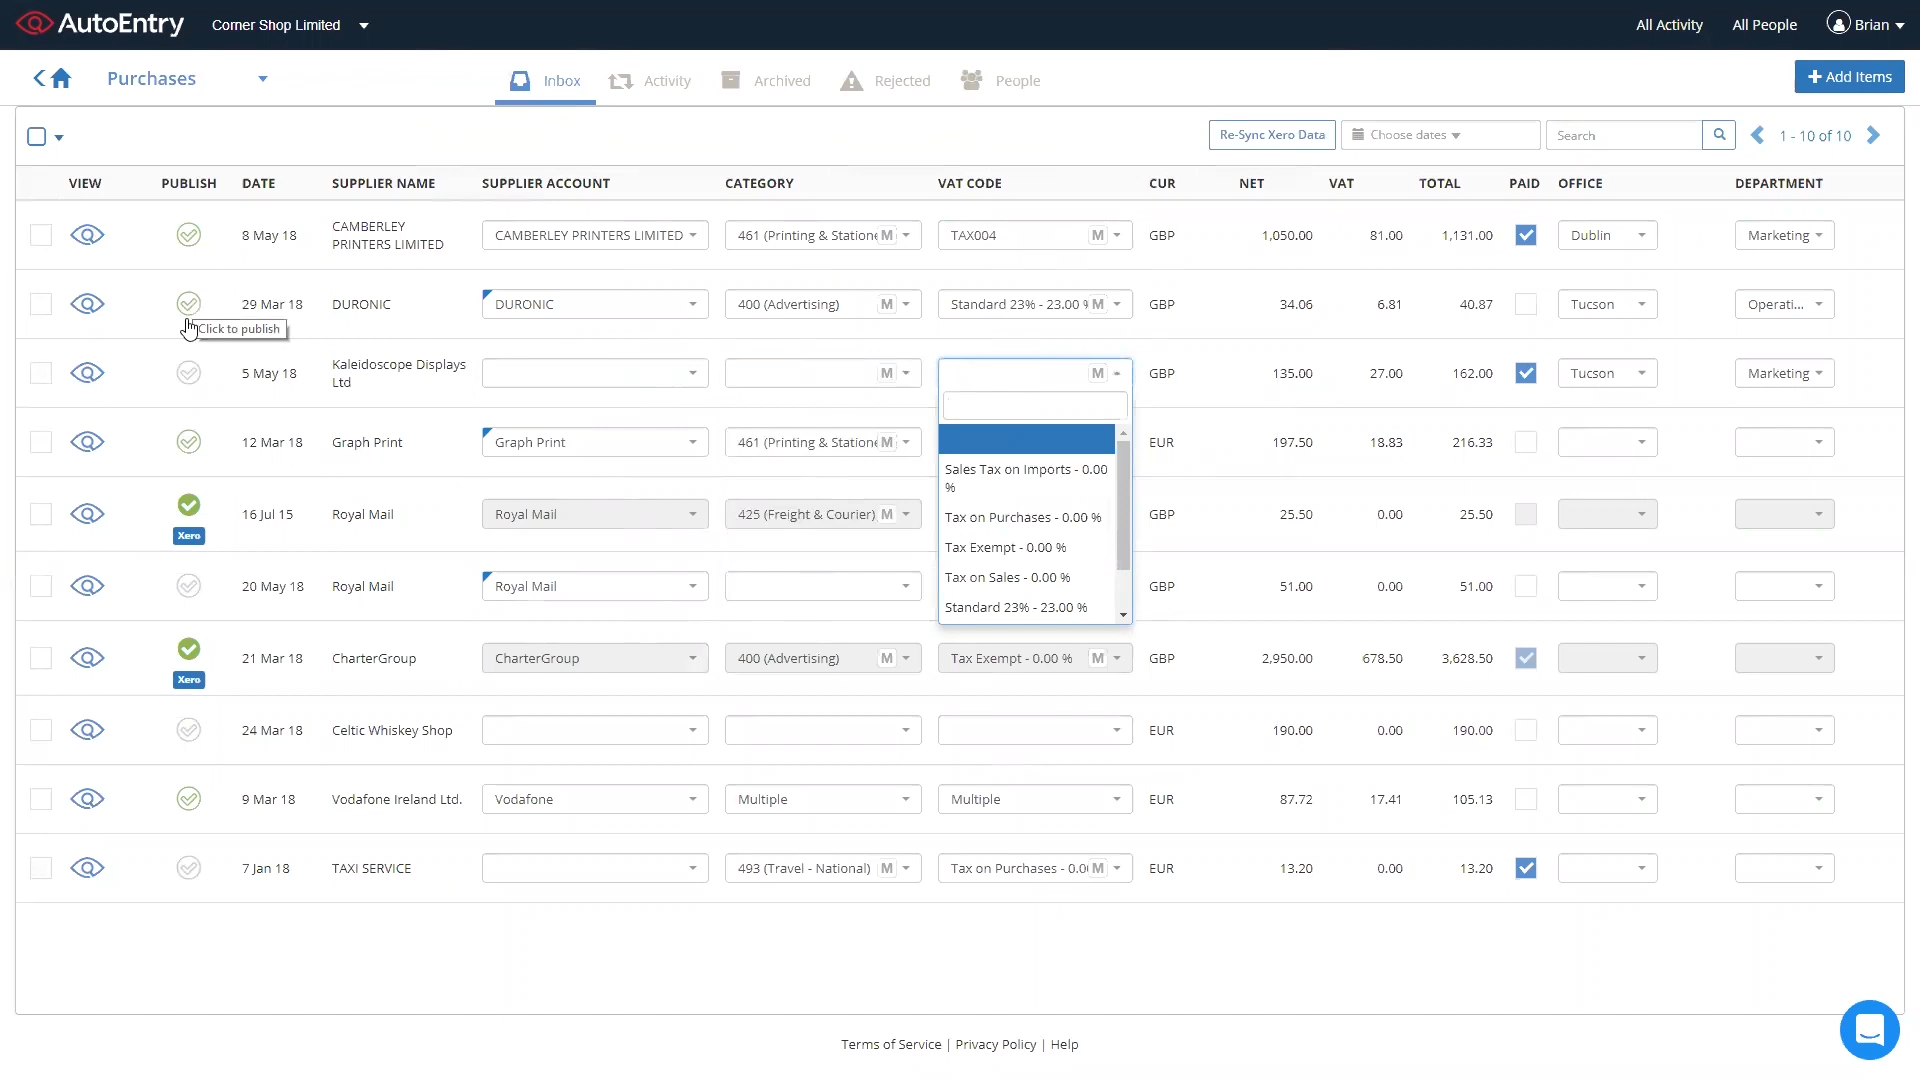 AutoEntry Corner Shop Limited All Activity All People Brian
Purchases Inbox Activity Archived Rejected People + Add Items
Re-Sync Xero Data Choose dates Search 1 - 10 of 10
VIEW PUBLISH DATE SUPPLIER NAME SUPPLIER ACCOUNT CATEGORY VAT CODE CUR NET VAT TOTAL PAID OFFICE DEPARTMENT
8 May 18 CAMBERLEY PRINTERS LIMITED CAMBERLEY PRINTERS LIMITED 461 (Printing & Statione M TAX004 M GBP 1,050.00 81.00 1,131.00 Dublin Marketing
29 Mar 18 DURONIC DURONIC 400 (Advertising) M Standard 23% - 23.00 % M GBP 34.06 6.81 40.87 Tucson Operati...
Click to publish
5 May 18 Kaleidoscope Displays Ltd M M GBP 135.00 27.00 162.00 Tucson Marketing
12 Mar 18 Graph Print Graph Print 461 (Printing & Statione M EUR 197.50 18.83 216.33
Sales Tax on Imports - 0.00
%
Tax on Purchases - 0.00 %
Tax Exempt - 0.00 %
Tax on Sales - 0.00 %
Standard 23% - 23.00 %
16 Jul 15 Royal Mail Royal Mail 425 (Freight & Courier) M GBP 25.50 0.00 25.50
Xero
20 May 18 Royal Mail Royal Mail GBP 51.00 0.00 51.00
21 Mar 18 CharterGroup CharterGroup 400 (Advertising) M Tax Exempt - 0.00 % M GBP 2,950.00 678.50 3,628.50
Xero
24 Mar 18 Celtic Whiskey Shop EUR 190.00 0.00 190.00
9 Mar 18 Vodafone Ireland Ltd. Vodafone Multiple Multiple EUR 87.72 17.41 105.13
7 Jan 18 TAXI SERVICE 493 (Travel - National) M Tax on Purchases - 0.0 M EUR 13.20 0.00 13.20
Terms of Service | Privacy Policy | Help